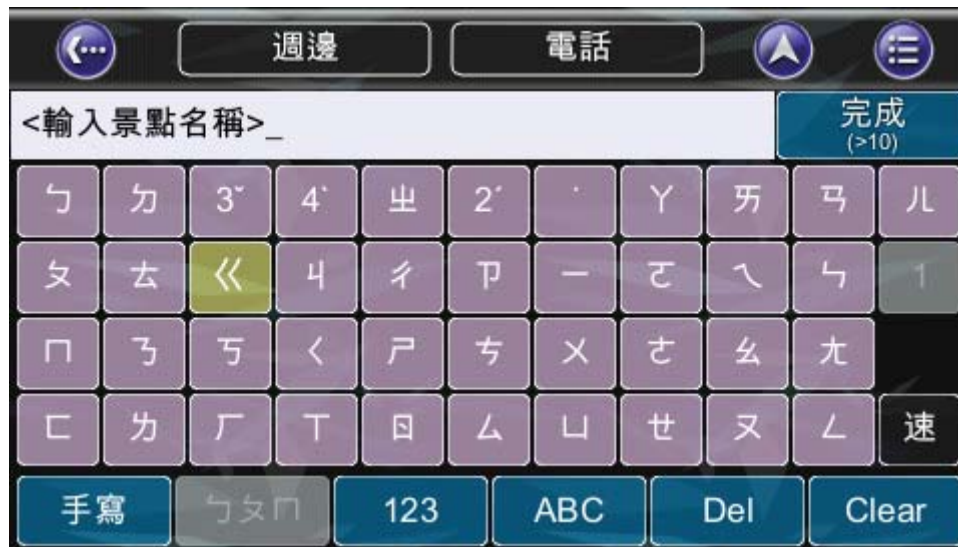 週邊 電話
<輸入景點名稱>_ 完成
(>10)
ㄅ ㄉ 3ˇ 4ˋ ㄓ 2ˊ ˙ ㄚ ㄞ ㄢ ㄦ
ㄆ ㄊ ㄍ ㄐ ㄔ ㄗ ㄧ ㄛ ㄟ ㄣ 1
ㄇ ㄋ ㄎ ㄑ ㄕ ㄘ ㄨ ㄜ ㄠ ㄤ
ㄈ ㄌ ㄏ ㄒ ㄖ ㄙ ㄩ ㄝ ㄡ ㄥ 速
手寫 ㄅㄆㄇ 123 ABC Del Clear